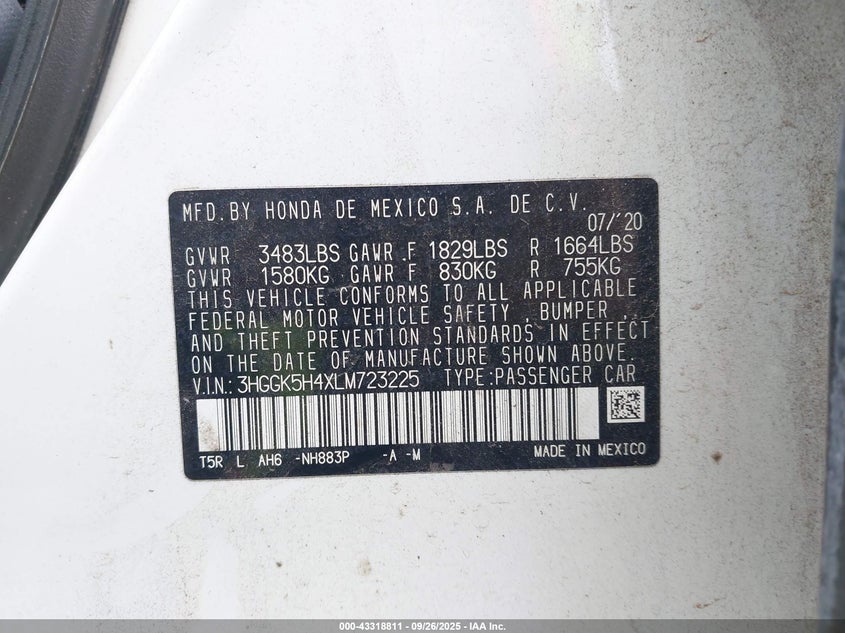 MFD. BY HONDA DE MEXICO S.A. DE C.V.
07/'20
GVWR 3483LBS GAWR F 1829LBS R 1664LBS
GVWR 1580KG GAWR F 830KG R 755KG
THIS VEHICLE CONFORMS TO ALL APPLICABLE
FEDERAL MOTOR VEHICLE SAFETY , BUMPER ,
AND THEFT PREVENTION STANDARDS IN EFFECT
ON THE DATE OF MANUFACTURE SHOWN ABOVE.
V.I.N.: 3HGGK5H4XLM723225 TYPE:PASSENGER CAR
T5R L AH6 -NH883P -A -M MADE IN MEXICO
000-43318811 - 09/26/2025 - IAA Inc.